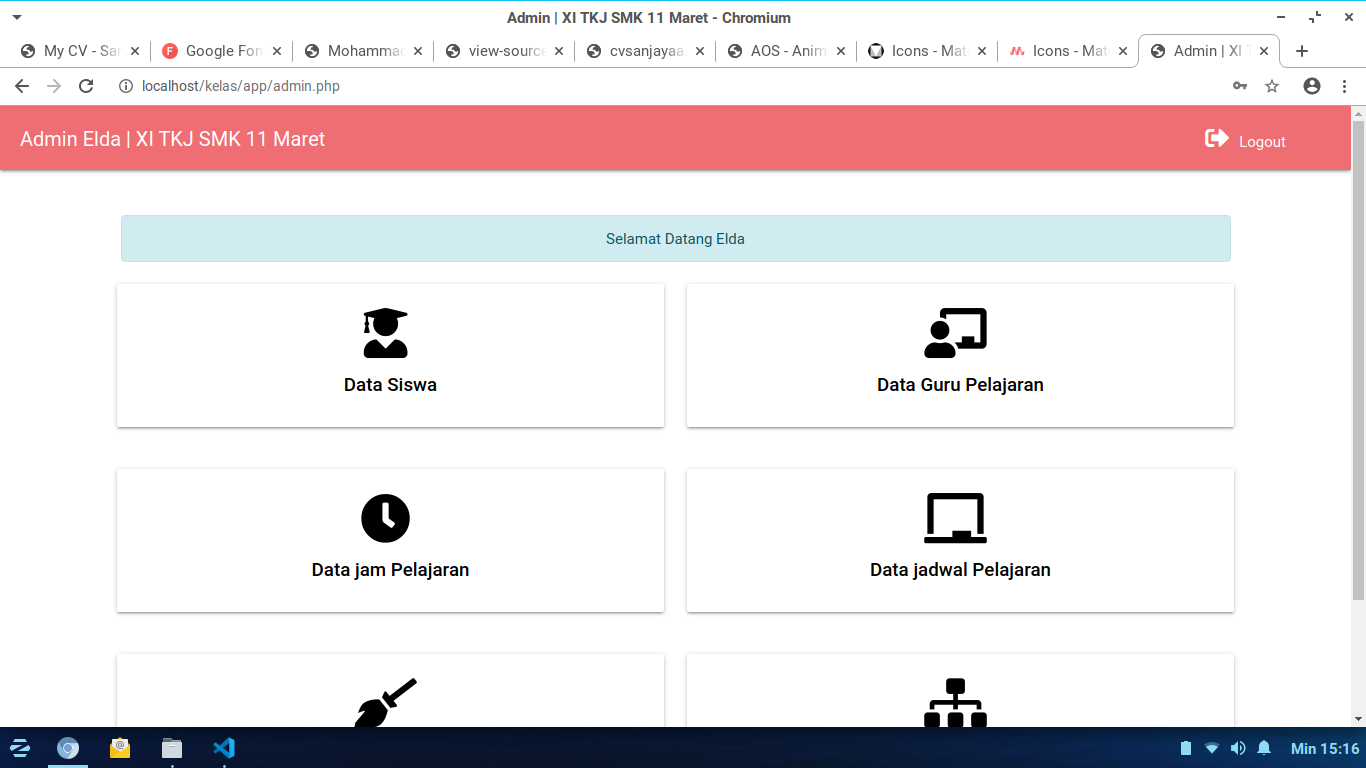 Admin | XI TKJ SMK 11 Maret - Chromium
My CV - Sa
Google For
Mohammad
view-source
cvsanjayaa
AOS - Anim
Icons - Mat
Icons - Mat
Admin | XI
localhost/kelas/app/admin.php
Admin Elda | XI TKJ SMK 11 Maret
Logout
Selamat Datang Elda
Data Siswa
Data Guru Pelajaran
Data jam Pelajaran
Data jadwal Pelajaran
Min 15:16